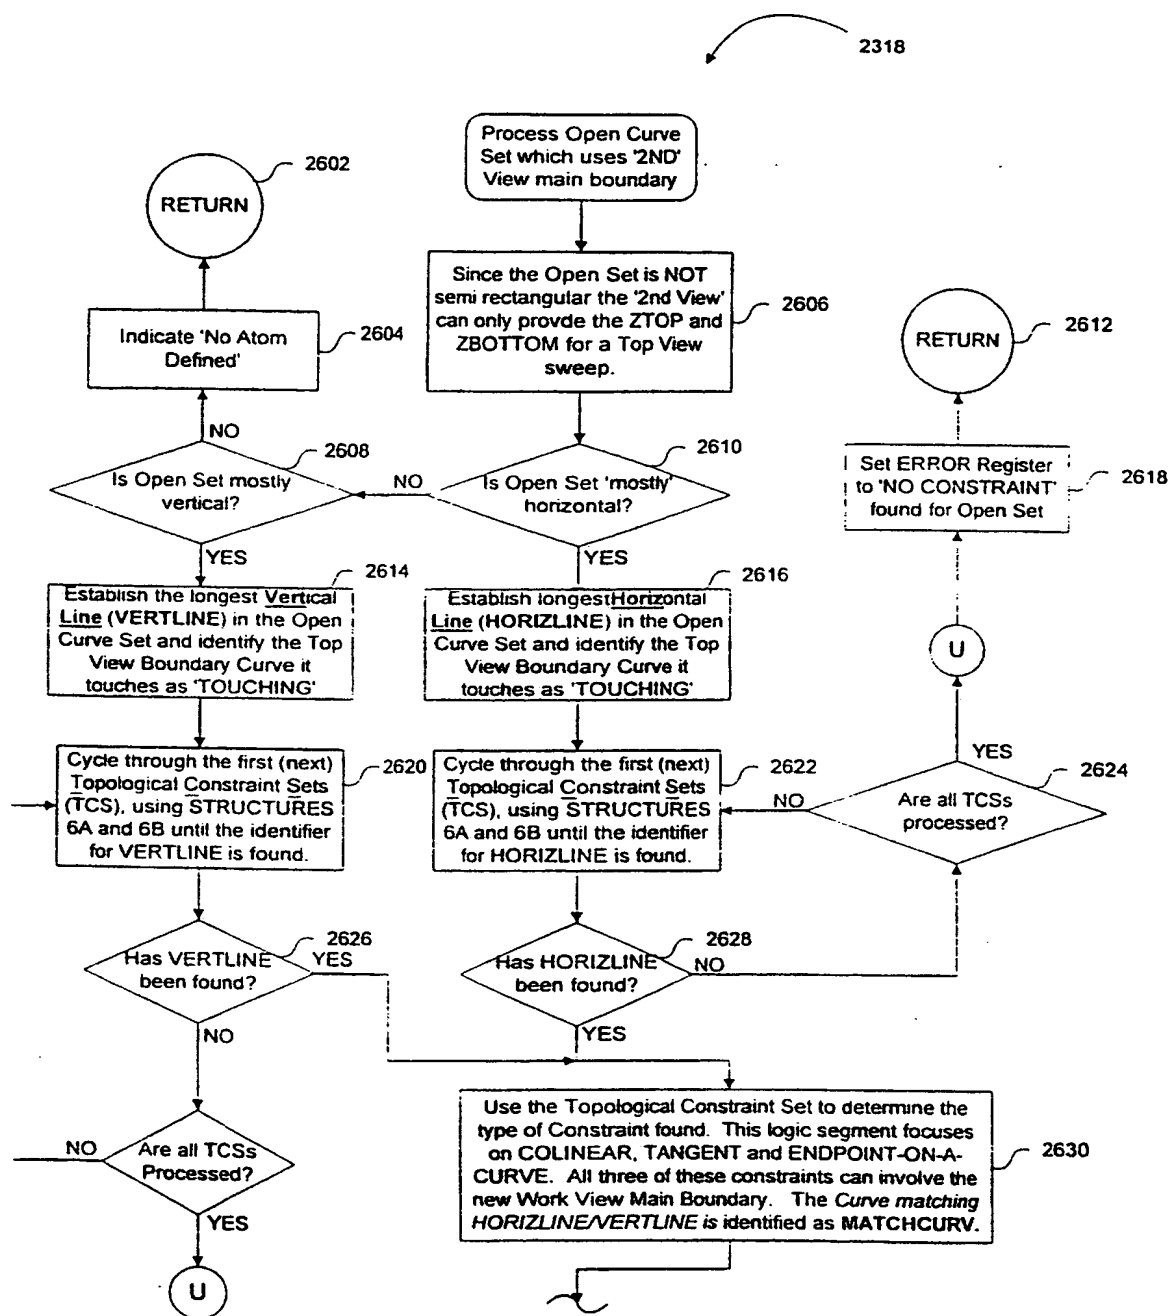 2318
Process Open Curve
Set which uses '2ND'
View main boundary
2602
RETURN
Since the Open Set is NOT
semi rectangular the '2nd View'
can only provde the ZTOP and
ZBOTTOM for a Top View
sweep.
2606
Indicate 'No Atom
Defined'
2604
RETURN
2612
NO
2608
Is Open Set mostly
vertical?
NO
2610
Is Open Set 'mostly'
horizontal?
Set ERROR Register
to 'NO CONSTRAINT'
found for Open Set
2618
YES
YES
2614
Establish the longest Vertical
Line (VERTLINE) in the Open
Curve Set and identify the Top
View Boundary Curve it
touches as 'TOUCHING'
2616
Establish longest Horizontal
Line (HORIZLINE) in the Open
Curve Set and identify the Top
View Boundary Curve it
touches as 'TOUCHING'
U
YES
Cycle through the first (next)
Topological Constraint Sets
(TCS), using STRUCTURES
6A and 6B until the identifier
for VERTLINE is found.
2620
Cycle through the first (next)
Topological Constraint Sets
(TCS), using STRUCTURES
6A and 6B until the identifier
for HORIZLINE is found.
2622
NO
Are all TCSs
processed?
2624
2626
Has VERTLINE
been found?
YES
2628
Has HORIZLINE
been found?
NO
NO
YES
Are all TCSs
Processed?
NO
YES
U
Use the Topological Constraint Set to determine the
type of Constraint found. This logic segment focuses
on COLINEAR, TANGENT and ENDPOINT-ON-A-
CURVE. All three of these constraints can involve the
new Work View Main Boundary. The Curve matching
HORIZLINE/VERTLINE is identified as MATCHCURV.
2630